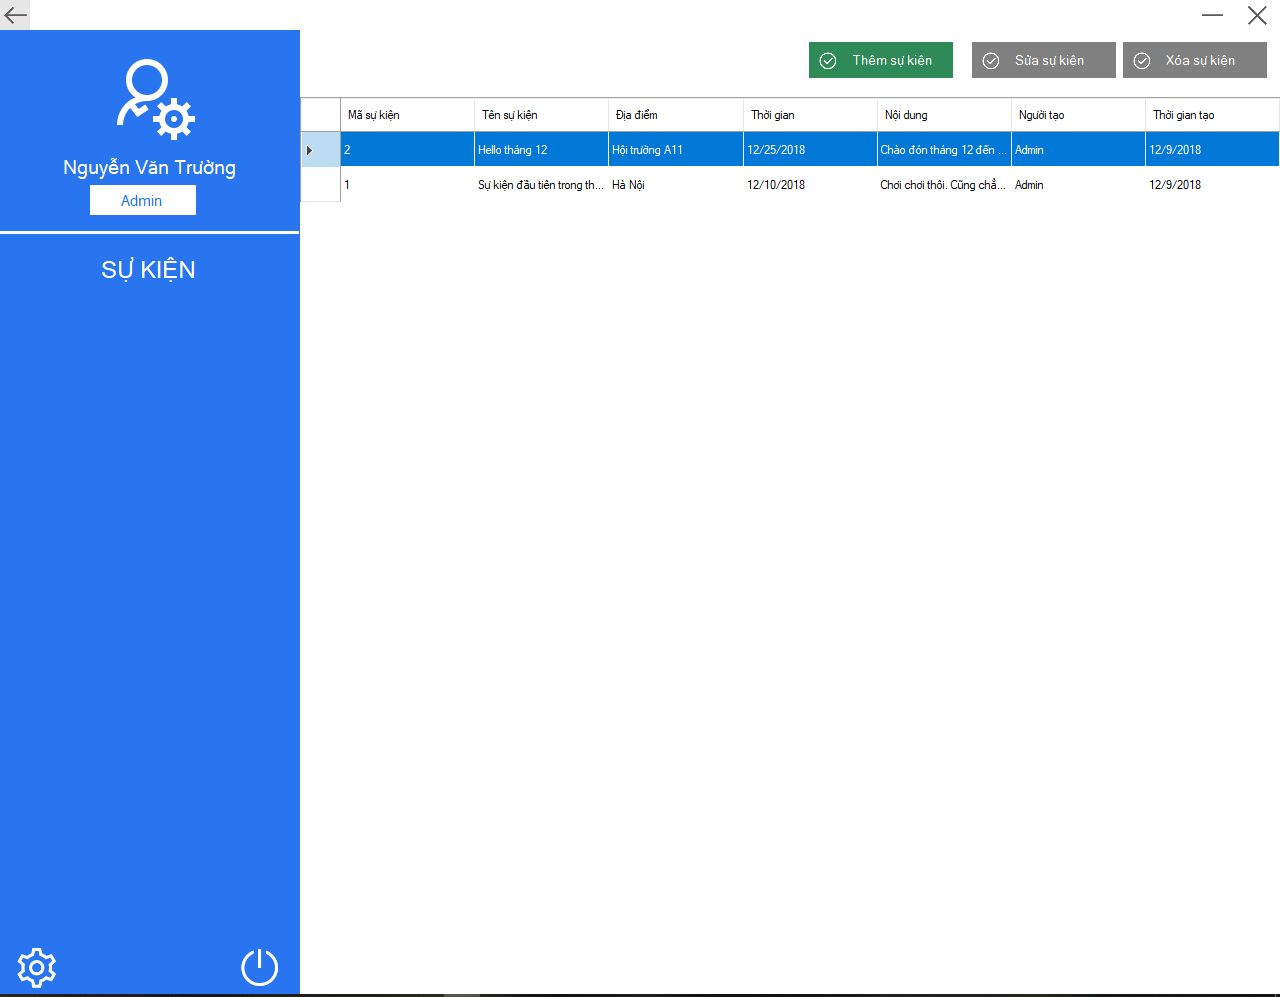 Thêm sự kiện Sửa sự kiện Xóa sự kiện
Nguyễn Văn Trường
Admin
SỰ KIỆN
Mã sự kiện Tên sự kiện Địa điểm Thời gian Nội dung Người tạo Thời gian tạo
2 Hello tháng 12 Hội trường A11 12/25/2018 Chào đón tháng 12 đến ... Admin 12/9/2018
1 Sự kiện đầu tiên trong th... Hà Nội 12/10/2018 Chơi chơi thôi. Cũng chẳ... Admin 12/9/2018